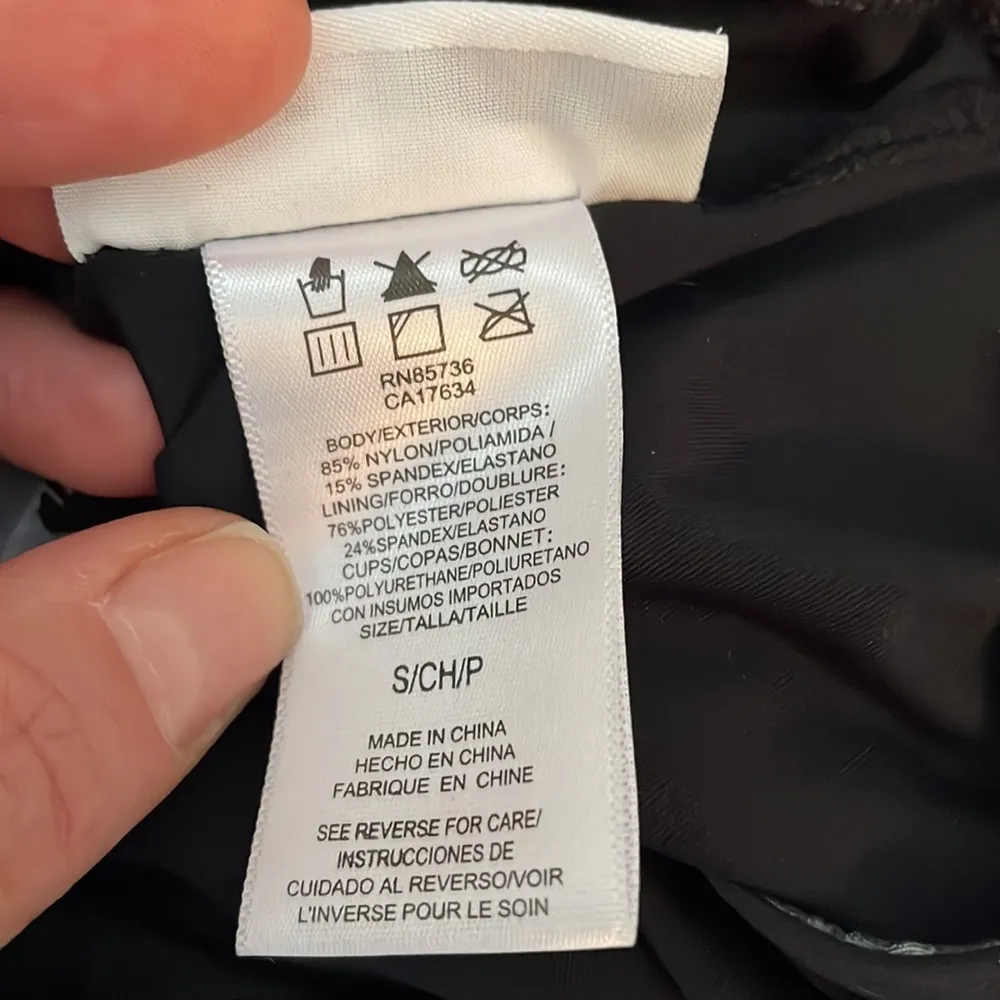 RN85736
CA17634
BODY/EXTERIOR/CORPS:
85% NYLON/POLIAMIDA /
15% SPANDEX/ELASTANO
LINING/FORRO/DOUBLURE:
76%POLYESTER/POLIESTER
24%SPANDEX/ELASTANO
CUPS/COPAS/BONNET:
100%POLYURETHANE/POLIURETANO
CON INSUMOS IMPORTADOS
SIZE/TALLA/TAILLE
S/CH/P
MADE IN CHINA
HECHO EN CHINA
FABRIQUE EN CHINE
SEE REVERSE FOR CARE/
INSTRUCCIONES DE
CUIDADO AL REVERSO/VOIR
L'INVERSE POUR LE SOIN